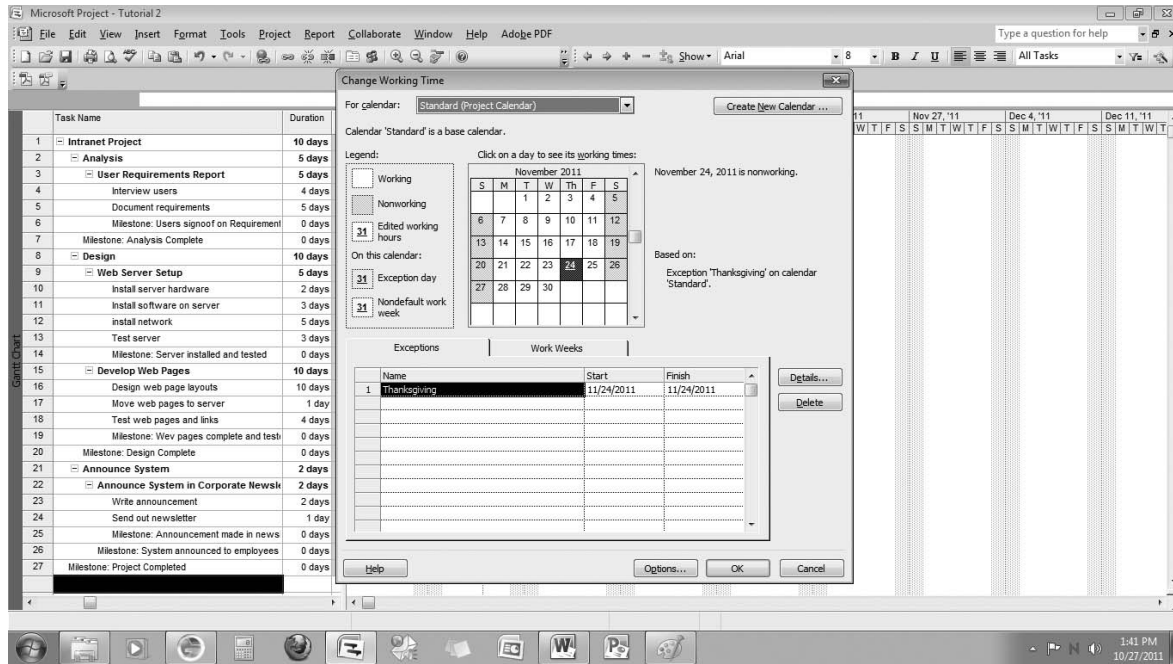 Microsoft Project - Tutorial 2
File Edit View Insert Format Tools Project Report Collaborate Window Help Adobe PDF
Type a question for help
Show
Arial
8
B I U
All Tasks
Task Name Duration
1 Intranet Project 10 days
2 Analysis 5 days
3 User Requirements Report 5 days
4 Interview users 4 days
5 Document requirements 5 days
6 Milestone: Users signoof on Requirement 0 days
7 Milestone: Analysis Complete 0 days
8 Design 10 days
9 Web Server Setup 5 days
10 Install server hardware 2 days
11 Install software on server 3 days
12 install network 5 days
13 Test server 3 days
14 Milestone: Server installed and tested 0 days
15 Develop Web Pages 10 days
16 Design web page layouts 10 days
17 Move web pages to server 1 day
18 Test web pages and links 4 days
19 Milestone: Wev pages complete and test 0 days
20 Milestone: Design Complete 0 days
21 Announce System 2 days
22 Announce System in Corporate Newsle 2 days
23 Write announcement 2 days
24 Send out newsletter 1 day
25 Milestone: Announcement made in news 0 days
26 Milestone: System announced to employees 0 days
27 Milestone: Project Completed 0 days
Gantt Chart
Change Working Time
For calendar: Standard (Project Calendar)
Create New Calendar ...
Calendar 'Standard' is a base calendar.
Legend:
Working
Nonworking
31 Edited working hours
On this calendar:
31 Exception day
31 Nondefault work week
Click on a day to see its working times:
November 2011
S M T W Th F S
1 2 3 4 5
6 7 8 9 10 11 12
13 14 15 16 17 18 19
20 21 22 23 24 25 26
27 28 29 30
November 24, 2011 is nonworking.
Based on:
Exception 'Thanksgiving' on calendar
'Standard'.
Exceptions Work Weeks
Name Start Finish
1 Thanksgiving 11/24/2011 11/24/2011
Details...
Delete
Help Options... OK Cancel
11 Nov 27, '11 Dec 4, '11 Dec 11, '11
W T F S S M T W T F S S M T W T F S S M T W T
1:41 PM
10/27/2011